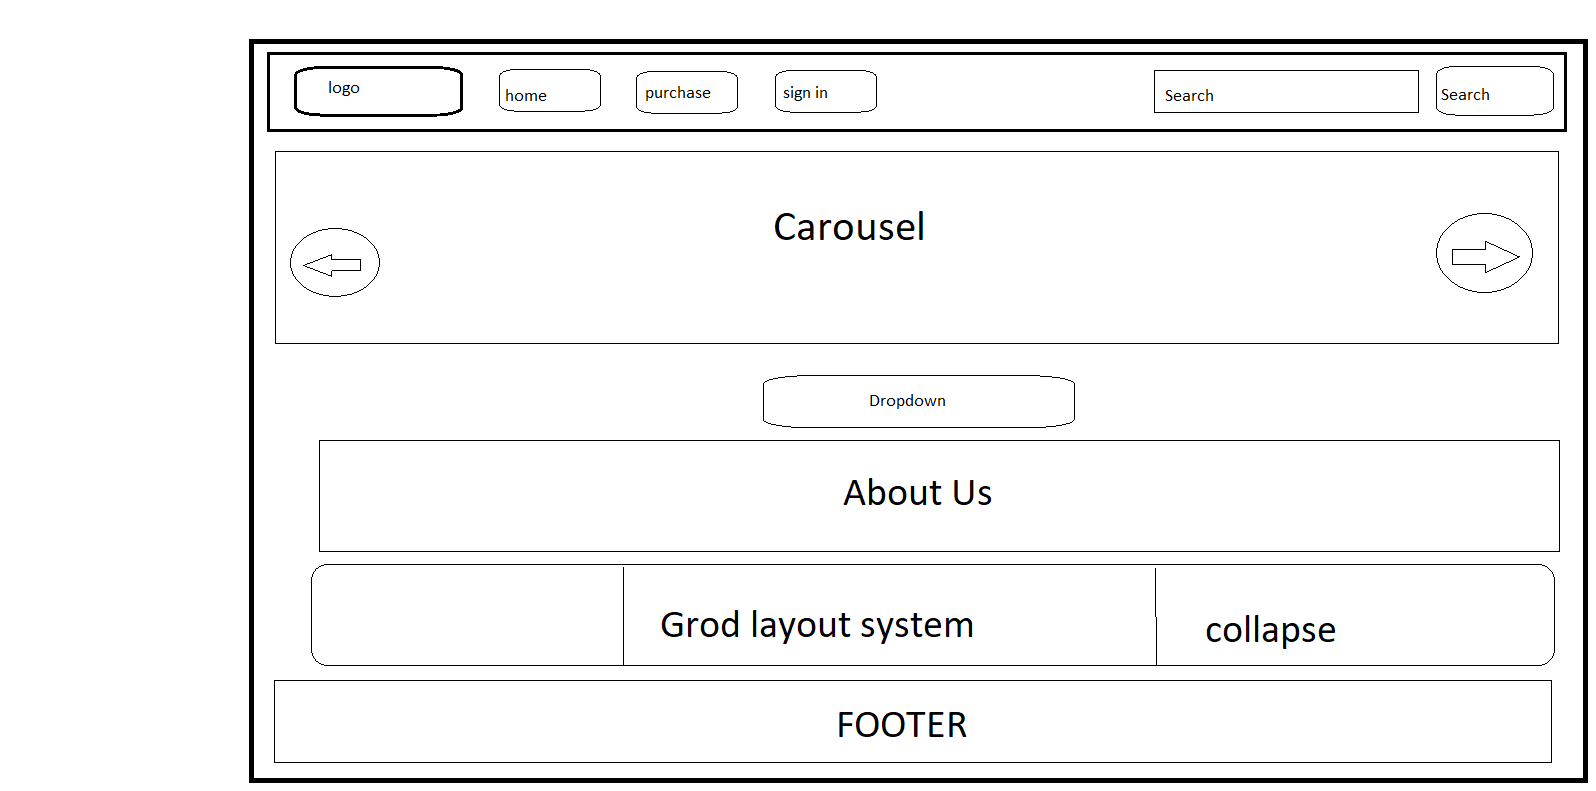 logo
home
purchase
sign in
Search
Search
Carousel
Dropdown
About Us
Grod layout system
collapse
FOOTER